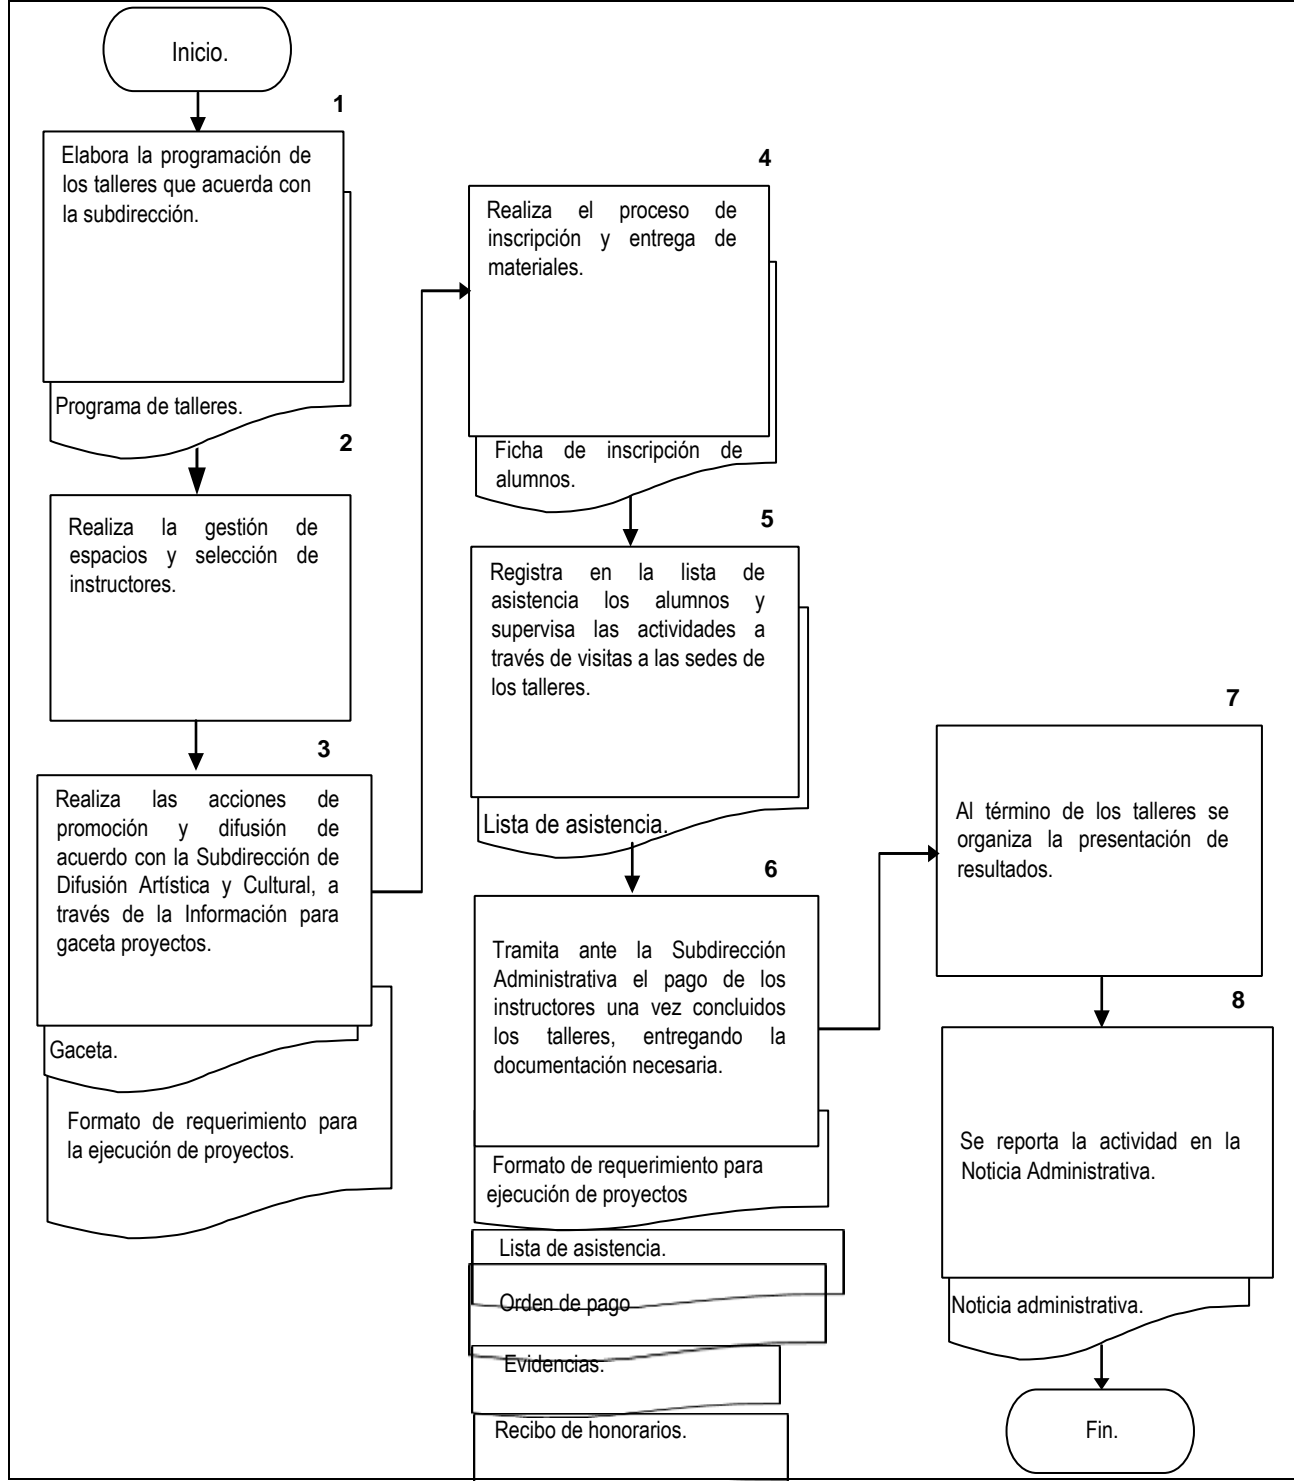 Inicio.
1
Elabora la programación de
los talleres que acuerda con
la subdirección.
Programa de talleres.
2
Realiza la gestión de
espacios y selección de
instructores.
3
Realiza las acciones de
promoción y difusión de
acuerdo con la Subdirección de
Difusión Artística y Cultural, a
través de la Información para
gaceta proyectos.
Gaceta.
Formato de requerimiento para
la ejecución de proyectos.
4
Realiza el proceso de
inscripción y entrega de
materiales.
Ficha de inscripción de
alumnos.
5
Registra en la lista de
asistencia los alumnos y
supervisa las actividades a
través de visitas a las sedes de
los talleres.
Lista de asistencia.
6
Tramita ante la Subdirección
Administrativa el pago de los
instructores una vez concluidos
los talleres, entregando la
documentación necesaria.
Formato de requerimiento para
ejecución de proyectos
Lista de asistencia.
Orden de pago
Evidencias.
Recibo de honorarios.
7
Al término de los talleres se
organiza la presentación de
resultados.
8
Se reporta la actividad en la
Noticia Administrativa.
Noticia administrativa.
Fin.